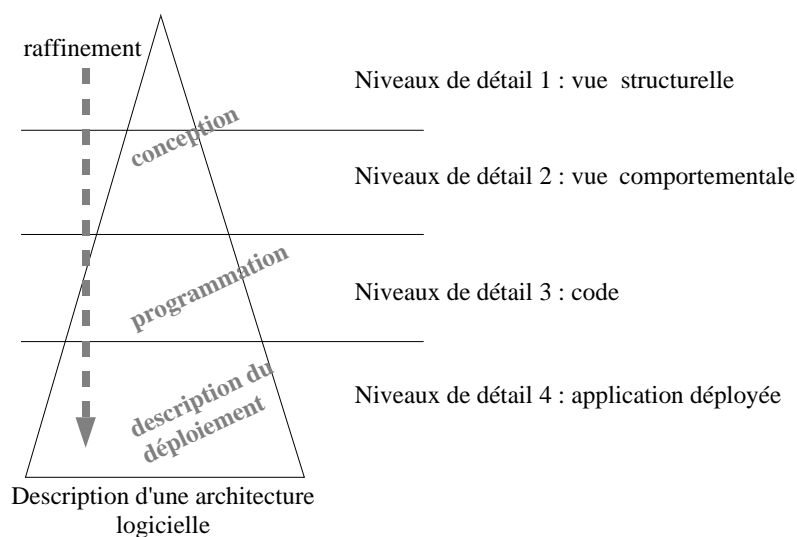 raffinement
Niveaux de détail 1 : vue structurelle
conception
Niveaux de détail 2 : vue comportementale
programmation
Niveaux de détail 3 : code
description du
déploiement
Niveaux de détail 4 : application déployée
Description d'une architecture
logicielle